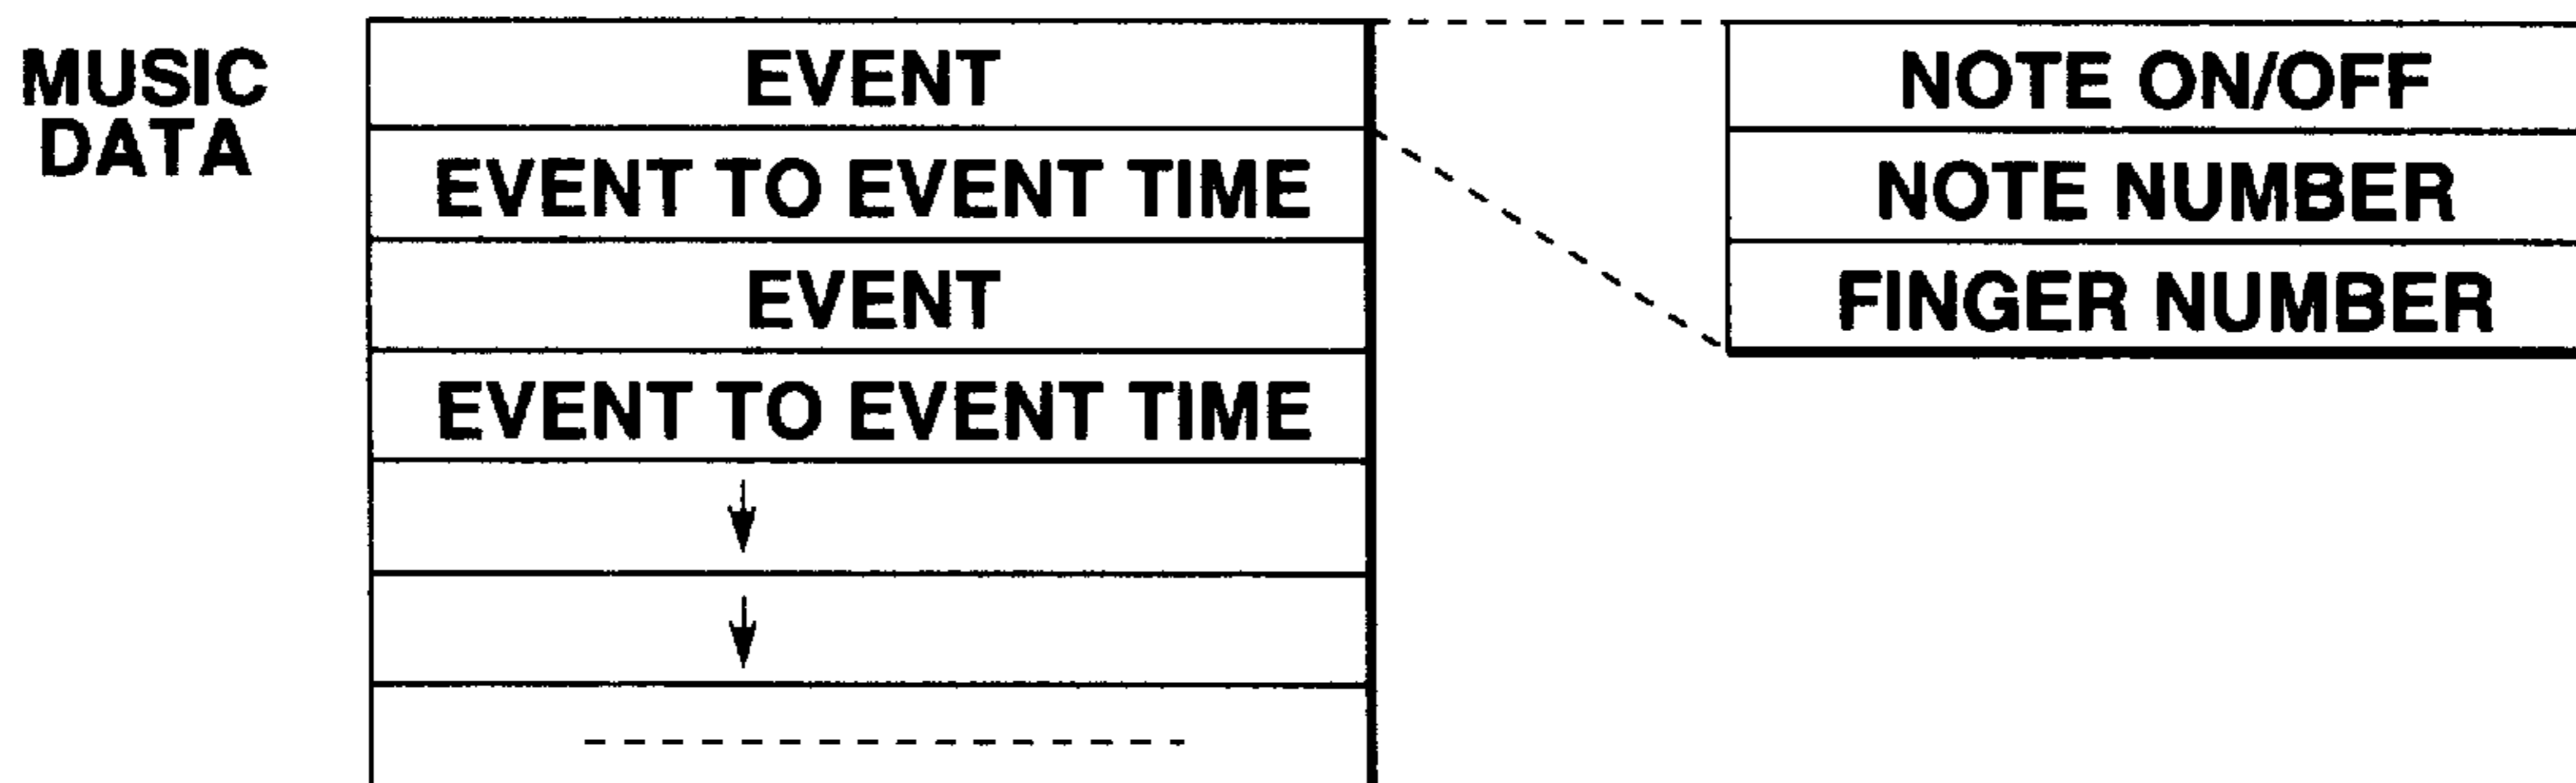 MUSIC
DATA
EVENT
EVENT TO EVENT TIME
EVENT
EVENT TO EVENT TIME
NOTE ON/OFF
NOTE NUMBER
FINGER NUMBER